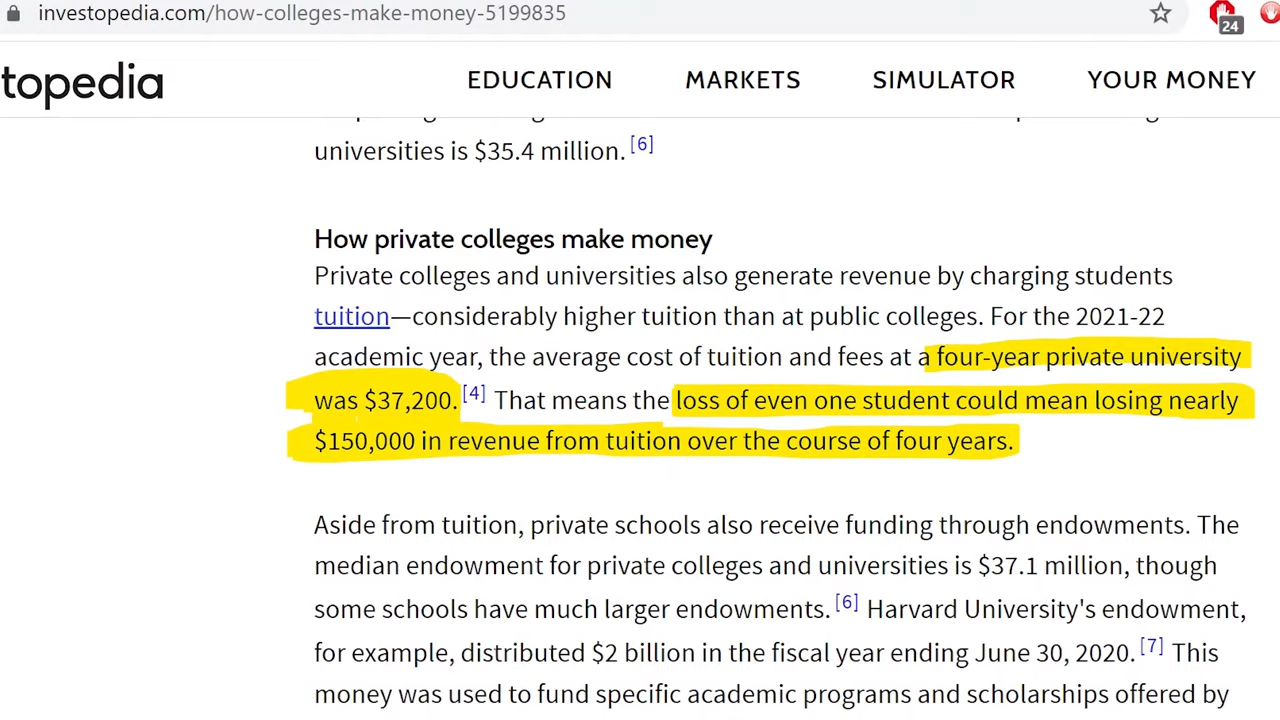 investopedia.com/how-colleges-make-money-5199835
24
topedia
EDUCATION MARKETS SIMULATOR YOUR MONEY
universities is $35.4 million. [6]
How private colleges make money
Private colleges and universities also generate revenue by charging students
tuition—considerably higher tuition than at public colleges. For the 2021-22
academic year, the average cost of tuition and fees at a four-year private university
was $37,200. [4] That means the loss of even one student could mean losing nearly
$150,000 in revenue from tuition over the course of four years.
Aside from tuition, private schools also receive funding through endowments. The
median endowment for private colleges and universities is $37.1 million, though
some schools have much larger endowments. [6] Harvard University's endowment,
for example, distributed $2 billion in the fiscal year ending June 30, 2020. [7] This
money was used to fund specific academic programs and scholarships offered by